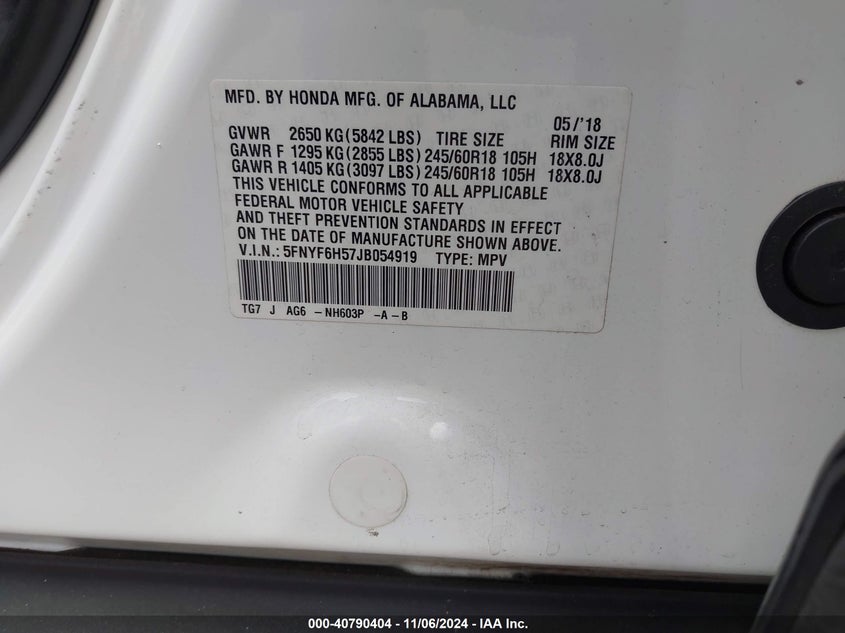 MFD. BY HONDA MFG. OF ALABAMA, LLC
05/'18
GVWR 2650 KG(5842 LBS) TIRE SIZE RIM SIZE
GAWR F 1295 KG(2855 LBS)245/60R18 105H 18X8.0J
GAWR R 1405 KG(3097 LBS)245/60R18 105H 18X8.0J
THIS VEHICLE CONFORMS TO ALL APPLICABLE
FEDERAL MOTOR VEHICLE SAFETY
AND THEFT PREVENTION STANDARDS IN EFFECT
ON THE DATE OF MANUFACTURE SHOWN ABOVE.
V.I.N.: 5FNYF6H57JB054919 TYPE: MPV
TG7 J AG6 -NH603P -A-B
000-40790404 - 11/06/2024 - IAA Inc.